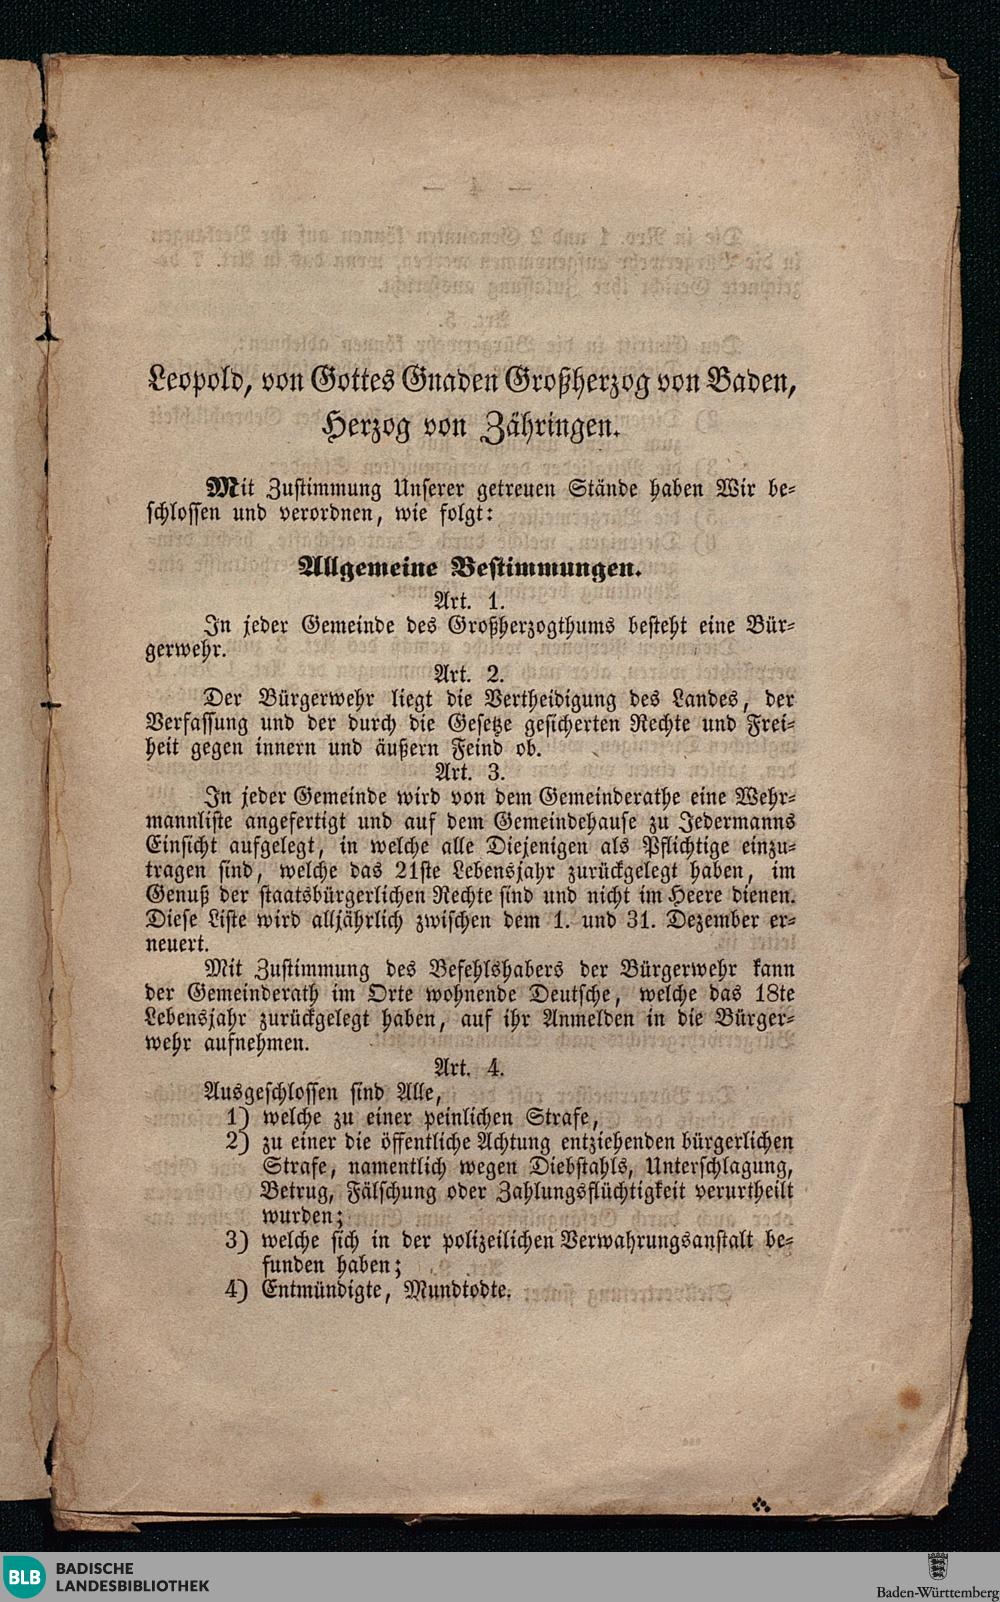 Leopold, von Gottes Gnaden Großherzog von Baden,
Herzog von Zähringen.
Mit Zustimmung Unserer getreuen Stände haben Wir be-
schlossen und verordnen, wie folgt:
Allgemeine Bestimmungen.
Art. 1.
In jeder Gemeinde des Großherzogthums besteht eine Bür-
gerwehr.
Art. 2.
Der Bürgerwehr liegt die Vertheidigung des Landes, der
Verfassung und der durch die Gesetze gesicherten Rechte und Frei-
heit gegen innern und äußern Feind ob.
Art. 3.
In jeder Gemeinde wird von dem Gemeinderathe eine Wehr-
mannliste angefertigt und auf dem Gemeindehause zu Jedermanns
Einsicht aufgelegt, in welche alle Diejenigen als Pflichtige einzu-
tragen sind, welche das 21ste Lebensjahr zurückgelegt haben, im
Genuß der staatsbürgerlichen Rechte sind und nicht im Heere dienen.
Diese Liste wird alljährlich zwischen dem 1. und 31. Dezember er-
neuert.
Mit Zustimmung des Befehlshabers der Bürgerwehr kann
der Gemeinderath im Orte wohnende Deutsche, welche das 18te
Lebensjahr zurückgelegt haben, auf ihr Anmelden in die Bürger-
wehr aufnehmen.
Art. 4.
Ausgeschlossen sind Alle,
1) welche zu einer peinlichen Strafe,
2) zu einer die öffentliche Achtung entziehenden bürgerlichen
Strafe, namentlich wegen Diebstahls, Unterschlagung,
Betrug, Fälschung oder Zahlungsflüchtigkeit verurtheilt
wurden;
3) welche sich in der polizeilichen Verwahrungsanstalt be-
funden haben;
4) Entmündigte, Mundtodte.
BLB BADISCHE
LANDESBIBLIOTHEK
Baden-Württemberg